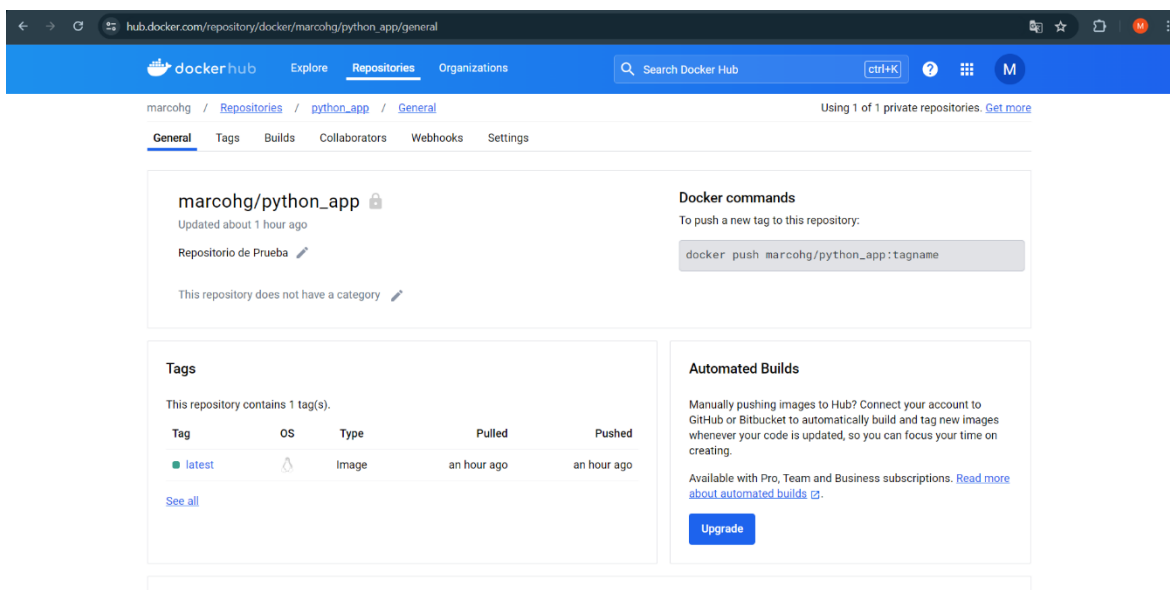 hub.docker.com/repository/docker/marcohg/python_app/general
M
dockerhub Explore Repositories Organizations Search Docker Hub ctrl+K ? M
marcohg / Repositories / python_app / General Using 1 of 1 private repositories. Get more
General Tags Builds Collaborators Webhooks Settings
marcohg/python_app
Updated about 1 hour ago
Repositorio de Prueba
This repository does not have a category
Docker commands
To push a new tag to this repository:
docker push marcohg/python_app:tagname
Tags
This repository contains 1 tag(s).
Tag OS Type Pulled Pushed
latest Image an hour ago an hour ago
See all
Automated Builds
Manually pushing images to Hub? Connect your account to
GitHub or Bitbucket to automatically build and tag new images
whenever your code is updated, so you can focus your time on
creating.
Available with Pro, Team and Business subscriptions. Read more
about automated builds.
Upgrade